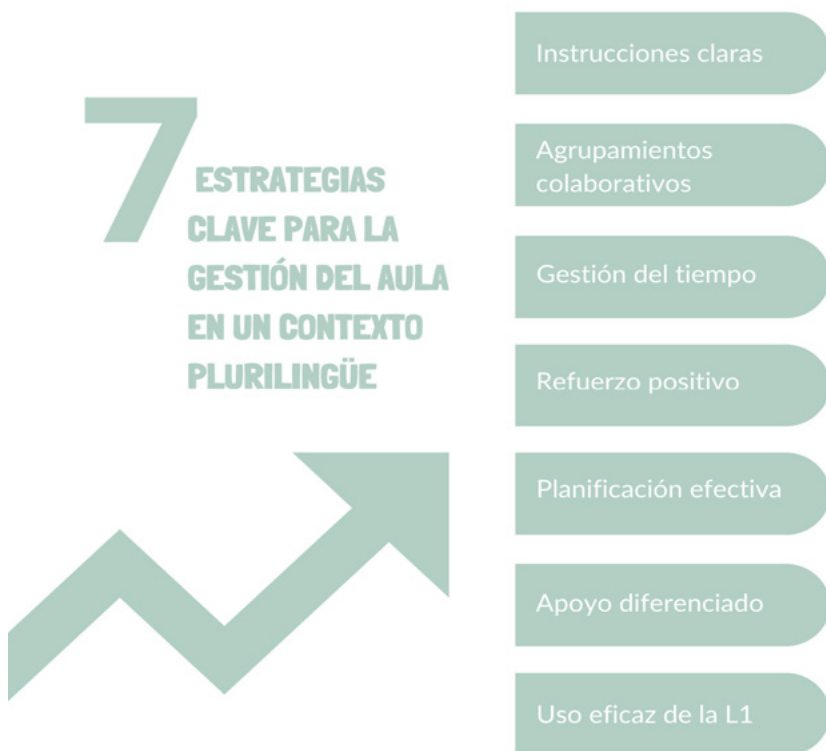 7 ESTRATEGIAS
CLAVE PARA LA
GESTIÓN DEL AULA
EN UN CONTEXTO
PLURILINGÜE
Instrucciones claras
Agrupamientos
colaborativos
Gestión del tiempo
Refuerzo positivo
Planificación efectiva
Apoyo diferenciado
Uso eficaz de la L1